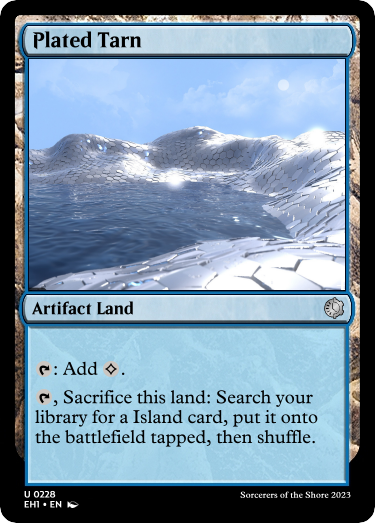 Plated Tarn
Artifact Land
: Add .
, Sacrifice this land: Search your
library for a Island card, put it onto
the battlefield tapped, then shuffle.
U 0228
EH1 • EN
Sorcerers of the Shore 2023